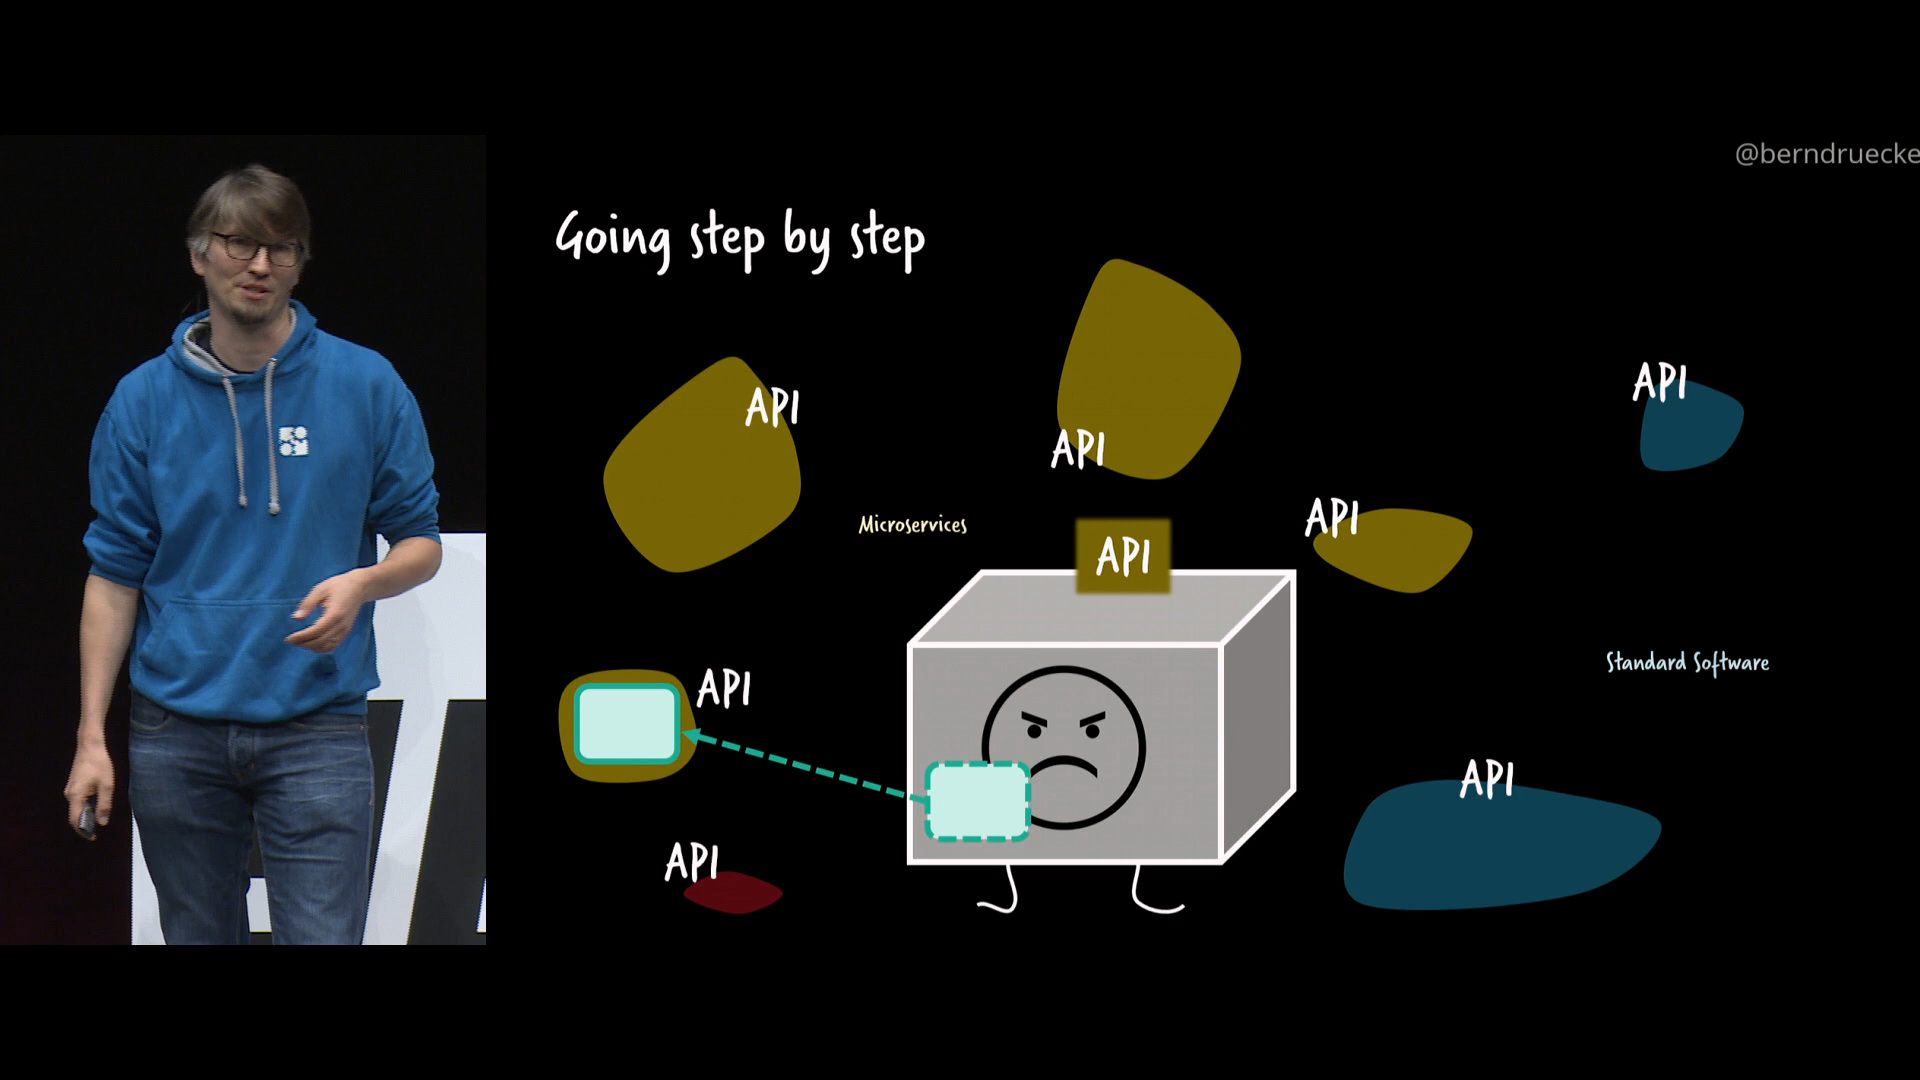 @berndruecke
Going step by step
API
API
API
API
Microservices
API
Standard Software
API
API
API